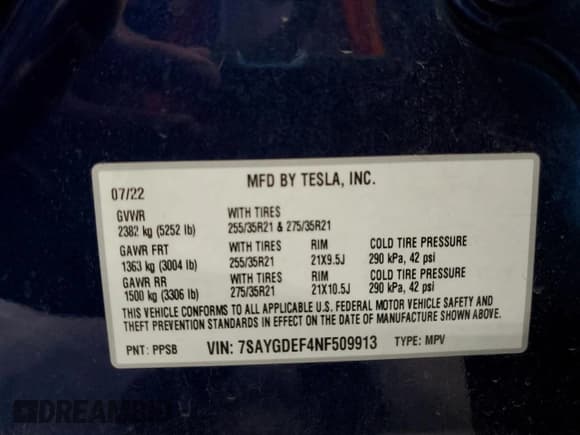 07/22 MFD BY TESLA, INC.
GVWR WITH TIRES
2382 kg (5252 lb) 255/35R21 & 275/35R21
GAWR FRT WITH TIRES RIM COLD TIRE PRESSURE
1363 kg (3004 lb) 255/35R21 21X9.5J 290 kPa, 42 psi
GAWR RR WITH TIRES RIM COLD TIRE PRESSURE
1500 kg (3306 lb) 275/35R21 21X10.5J 290 kPa, 42 psi
THIS VEHICLE CONFORMS TO ALL APPLICABLE U.S. FEDERAL MOTOR VEHICLE SAFETY AND
THEFT PREVENTION STANDARDS IN EFFECT ON THE DATE OF MANUFACTURE SHOWN ABOVE.
PNT: PPSB VIN: 7SAYGDEF4NF509913 TYPE: MPV
DREAMBID